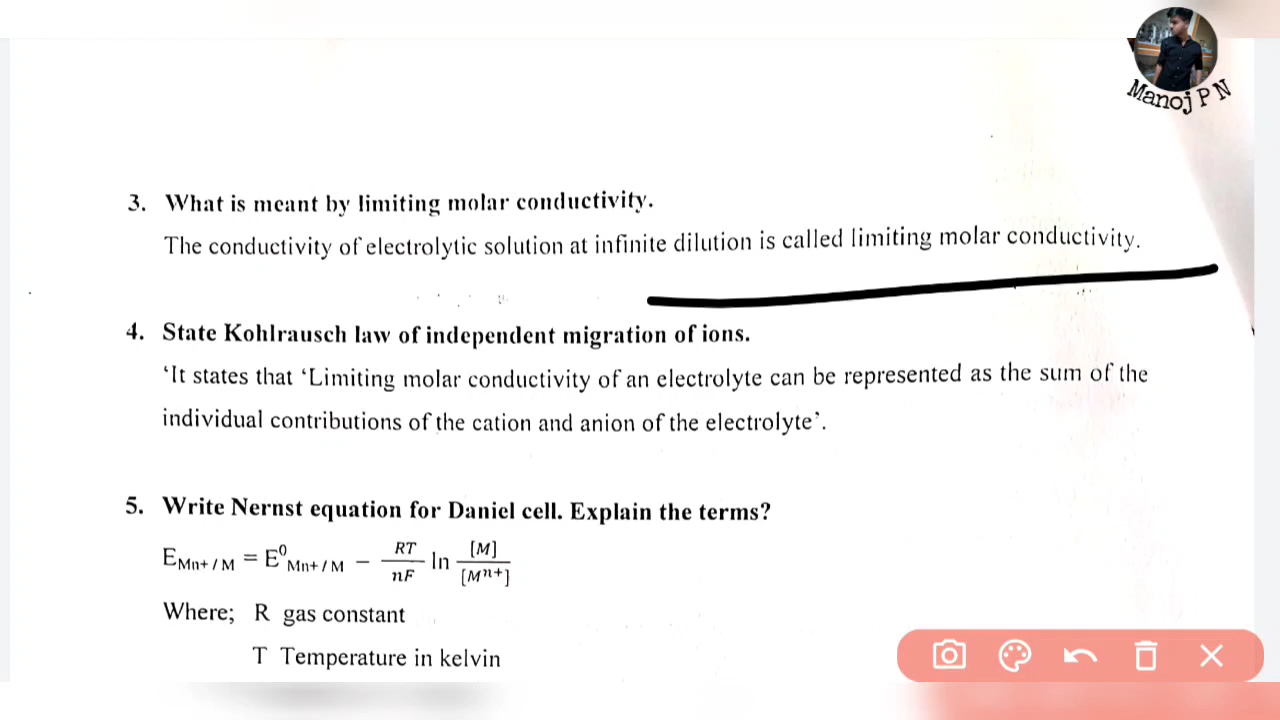 Manoj P N
3. What is meant by limiting molar conductivity.
The conductivity of electrolytic solution at infinite dilution is called limiting molar conductivity.
4. State Kohlrausch law of independent migration of ions.
‘It states that ‘Limiting molar conductivity of an electrolyte can be represented as the sum of the
individual contributions of the cation and anion of the electrolyte’.
5. Write Nernst equation for Daniel cell. Explain the terms?
E Mn+ / M = E⁰ Mn+ / M − RT/nF ln [M]/[Mⁿ⁺]
Where; R gas constant
T Temperature in kelvin